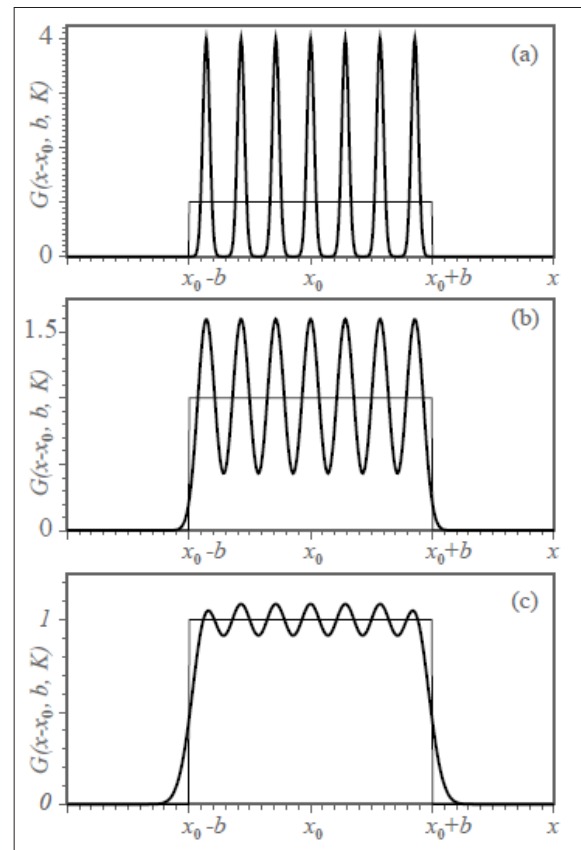 4
(a)
G(x-x₀, b, K)
0
x₀-b x₀ x₀+b x
1.5
(b)
G(x-x₀, b, K)
0
x₀-b x₀ x₀+b x
1
(c)
G(x-x₀, b, K)
0
x₀-b x₀ x₀+b x